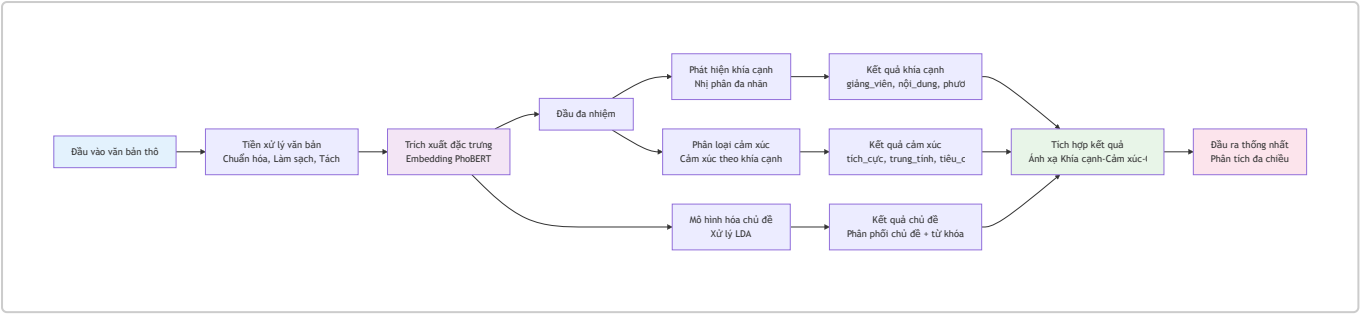 Đầu vào văn bản thô
Tiền xử lý văn bản
Chuẩn hóa, Làm sạch, Tách
Trích xuất đặc trưng
Embedding PhoBERT
Đầu đa nhiệm
Phát hiện khía cạnh
Nhị phân đa nhãn
Kết quả khía cạnh
giảng_viên, nội_dung, phươ
Phân loại cảm xúc
Cảm xúc theo khía cạnh
Kết quả cảm xúc
tích_cực, trung_tính, tiêu_c
Mô hình hóa chủ đề
Xử lý LDA
Kết quả chủ đề
Phân phối chủ đề + từ khóa
Tích hợp kết quả
Ánh xạ Khía cạnh-Cảm xúc-
Đầu ra thống nhất
Phân tích đa chiều